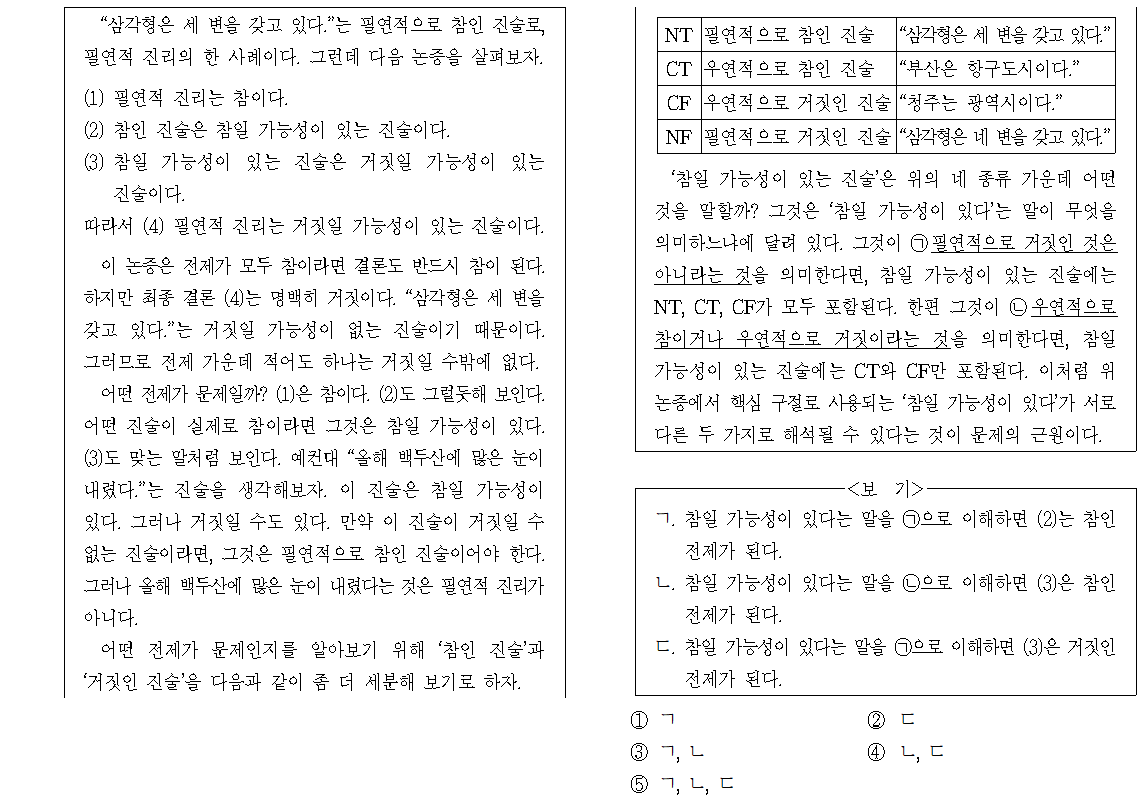 “삼각형은 세 변을 갖고 있다.”는 필연적으로 참인 진술로,
필연적 진리의 한 사례이다. 그런데 다음 논증을 살펴보자.
(1) 필연적 진리는 참이다.
(2) 참인 진술은 참일 가능성이 있는 진술이다.
(3) 참일 가능성이 있는 진술은 거짓일 가능성이 있는
진술이다.
따라서 (4) 필연적 진리는 거짓일 가능성이 있는 진술이다.
이 논증은 전제가 모두 참이라면 결론도 반드시 참이 된다.
하지만 최종 결론 (4)는 명백히 거짓이다. “삼각형은 세 변을
갖고 있다.”는 거짓일 가능성이 없는 진술이기 때문이다.
그러므로 전제 가운데 적어도 하나는 거짓일 수밖에 없다.
어떤 전제가 문제일까? (1)은 참이다. (2)도 그럴듯해 보인다.
어떤 진술이 실제로 참이라면 그것은 참일 가능성이 있다.
(3)도 맞는 말처럼 보인다. 예컨대 “올해 백두산에 많은 눈이
내렸다.”는 진술을 생각해보자. 이 진술은 참일 가능성이
있다. 그러나 거짓일 수도 있다. 만약 이 진술이 거짓일 수
없는 진술이라면, 그것은 필연적으로 참인 진술이어야 한다.
그러나 올해 백두산에 많은 눈이 내렸다는 것은 필연적 진리가
아니다.
어떤 전제가 문제인지를 알아보기 위해 ‘참인 진술’과
‘거짓인 진술’을 다음과 같이 좀 더 세분해 보기로 하자.
NT 필연적으로 참인 진술 “삼각형은 세 변을 갖고 있다.”
CT 우연적으로 참인 진술 “부산은 항구도시이다.”
CF 우연적으로 거짓인 진술 “청주는 광역시이다.”
NF 필연적으로 거짓인 진술 “삼각형은 네 변을 갖고 있다.”
‘참일 가능성이 있는 진술’은 위의 네 종류 가운데 어떤
것을 말할까? 그것은 ‘참일 가능성이 있다’는 말이 무엇을
의미하느냐에 달려 있다. 그것이 ㉠필연적으로 거짓인 것은
아니라는 것을 의미한다면, 참일 가능성이 있는 진술에는
NT, CT, CF가 모두 포함된다. 한편 그것이 ㉡우연적으로
참이거나 우연적으로 거짓이라는 것을 의미한다면, 참일
가능성이 있는 진술에는 CT와 CF만 포함된다. 이처럼 위
논증에서 핵심 구절로 사용되는 ‘참일 가능성이 있다’가 서로
다른 두 가지로 해석될 수 있다는 것이 문제의 근원이다.
<보 기>
ㄱ. 참일 가능성이 있다는 말을 ㉠으로 이해하면 (2)는 참인
전제가 된다.
ㄴ. 참일 가능성이 있다는 말을 ㉡으로 이해하면 (3)은 참인
전제가 된다.
ㄷ. 참일 가능성이 있다는 말을 ㉠으로 이해하면 (3)은 거짓인
전제가 된다.
① ㄱ ② ㄷ
③ ㄱ, ㄴ ④ ㄴ, ㄷ
⑤ ㄱ, ㄴ, ㄷ